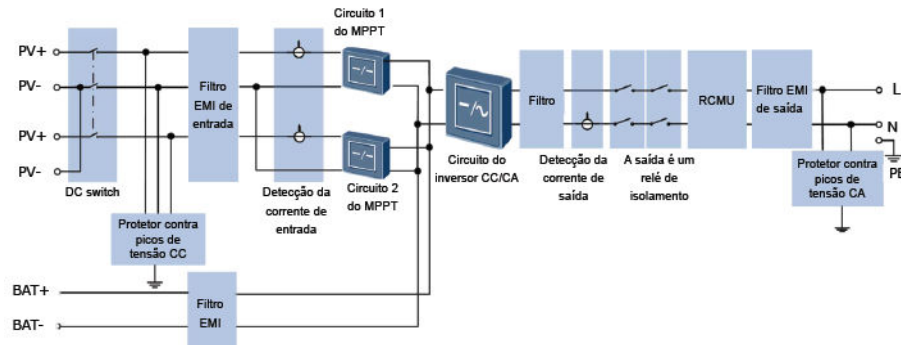 Circuito 1
do MPPT
PV+
PV-
PV+
PV-
DC switch
Filtro
EMI de
entrada
Detecção da
corrente de
entrada
Circuito 2
do MPPT
Protetor contra
picos de
tensão CC
BAT+
BAT-
Filtro
EMI
Circuito do
inversor CC/CA
Filtro
Detecção da
corrente de
saída
A saída é um
relé de
isolamento
RCMU
Filtro EMI
de saída
L
N
PE
Protetor contra
picos de
tensão CA